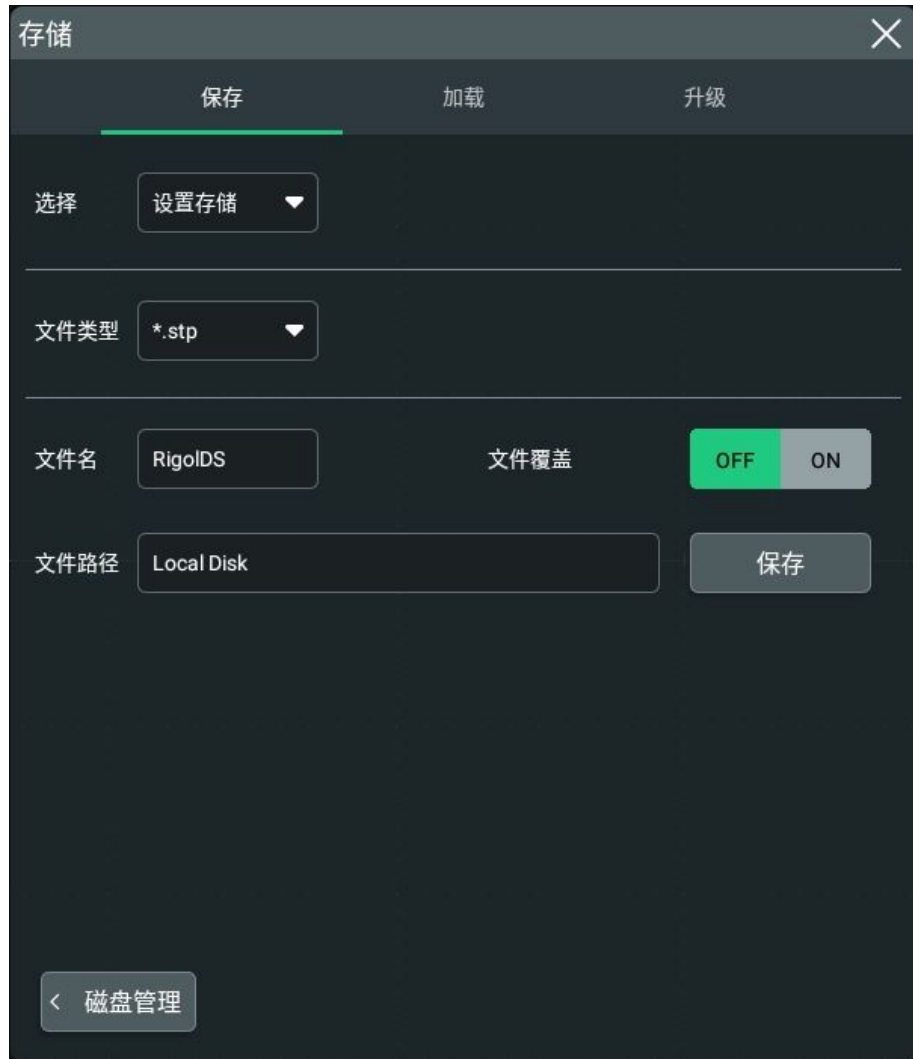 存储
保存 加载 升级
选择 设置存储
文件类型 *.stp
文件名 RigolDS 文件覆盖 OFF ON
文件路径 Local Disk 保存
< 磁盘管理